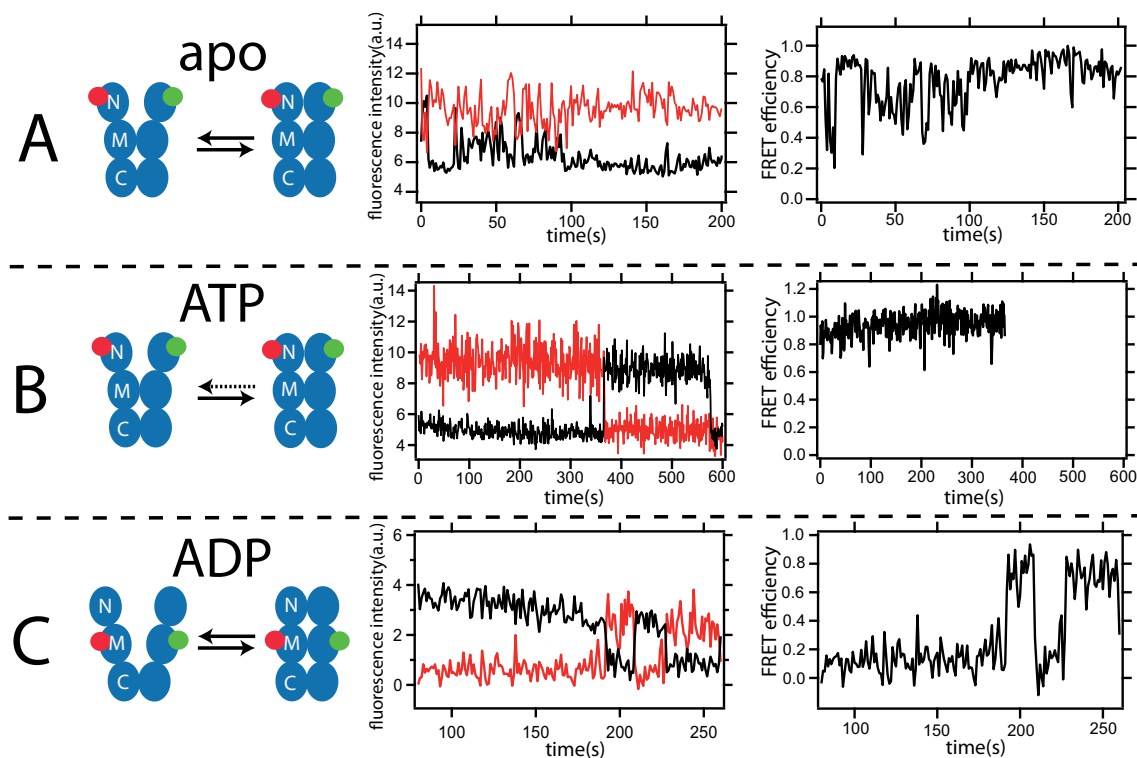 A
apo
N
M
C
N
M
C
fluorescence intensity(a.u.)
14
12
10
8
6
4
0
50
100
150
200
time(s)
FRET efficiency
1.0
0.8
0.6
0.4
0.2
0.0
0
50
100
150
200
time(s)
B
ATP
N
M
C
N
M
C
fluorescence intensity(a.u.)
14
12
10
8
6
4
0
100
200
300
400
500
600
time(s)
FRET efficiency
1.2
1.0
0.8
0.6
0.4
0.2
0.0
0
100
200
300
400
500
600
time(s)
C
ADP
N
M
C
N
M
C
fluorescence intensity(a.u.)
6
4
2
0
100
150
200
250
time(s)
FRET efficiency
1.0
0.8
0.6
0.4
0.2
0.0
100
150
200
250
time(s)